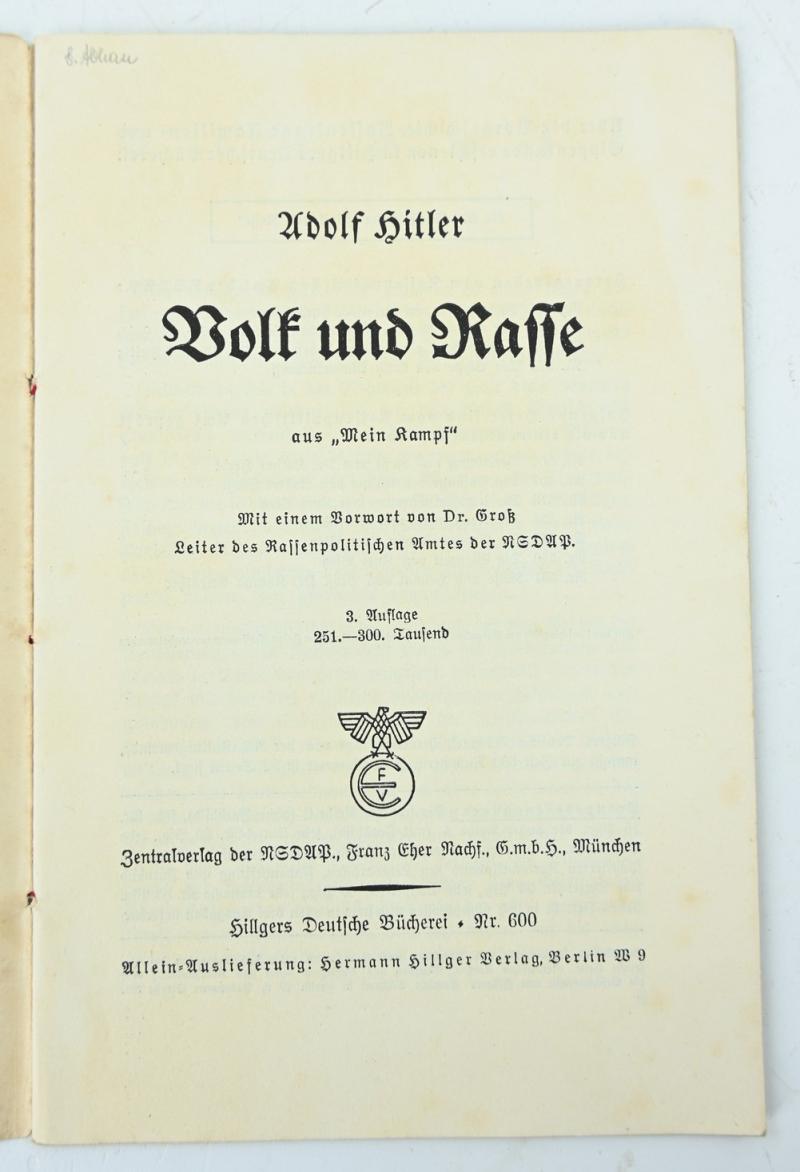 Adolf Hitler
Volk und Rasse
aus „Mein Kampf“
Mit einem Vorwort von Dr. Groß
Leiter des Rassenpolitischen Amtes der NSDAP.
3. Auflage
251.—300. Tausend
F
E
V
Zentralverlag der NSDAP., Franz Eher Nachf., G.m.b.H., München
Hillgers Deutsche Bücherei ⬧ Nr. 600
Allein-Auslieferung: Hermann Hillger Verlag, Berlin W 9